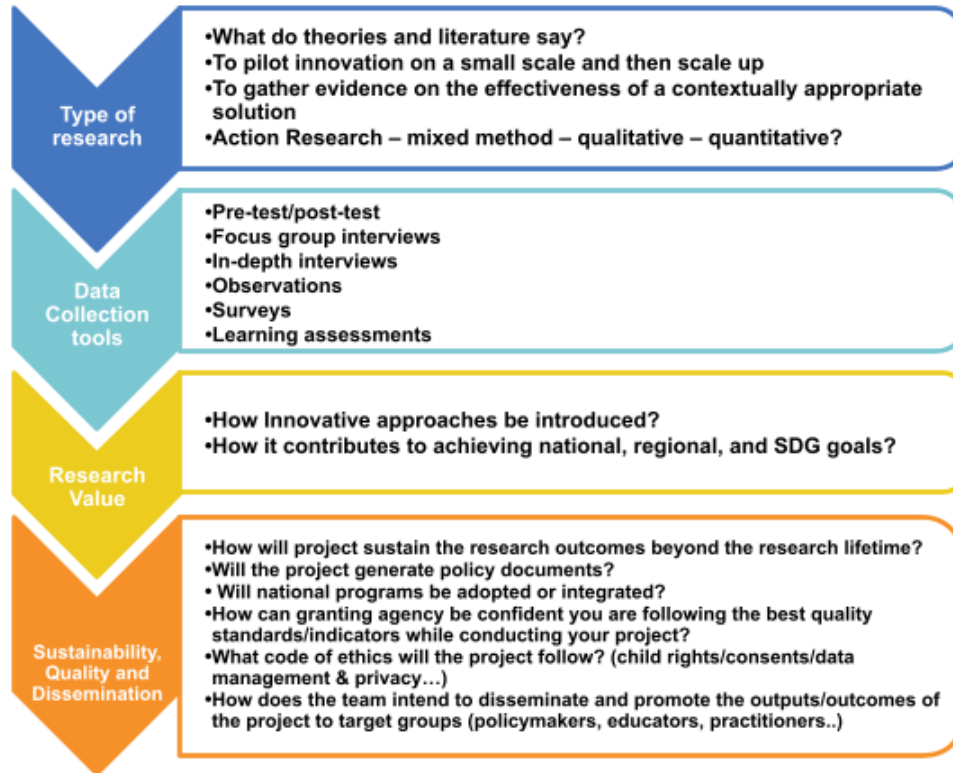 Type of
research
•What do theories and literature say?
•To pilot innovation on a small scale and then scale up
•To gather evidence on the effectiveness of a contextually appropriate
solution
•Action Research – mixed method – qualitative – quantitative?
Data
Collection
tools
•Pre-test/post-test
•Focus group interviews
•In-depth interviews
•Observations
•Surveys
•Learning assessments
Research
Value
•How Innovative approaches be introduced?
•How it contributes to achieving national, regional, and SDG goals?
Sustainability,
Quality and
Dissemination
•How will project sustain the research outcomes beyond the research lifetime?
•Will the project generate policy documents?
• Will national programs be adopted or integrated?
•How can granting agency be confident you are following the best quality
standards/indicators while conducting your project?
•What code of ethics will the project follow? (child rights/consents/data
management & privacy…)
•How does the team intend to disseminate and promote the outputs/outcomes of
the project to target groups (policymakers, educators, practitioners..)